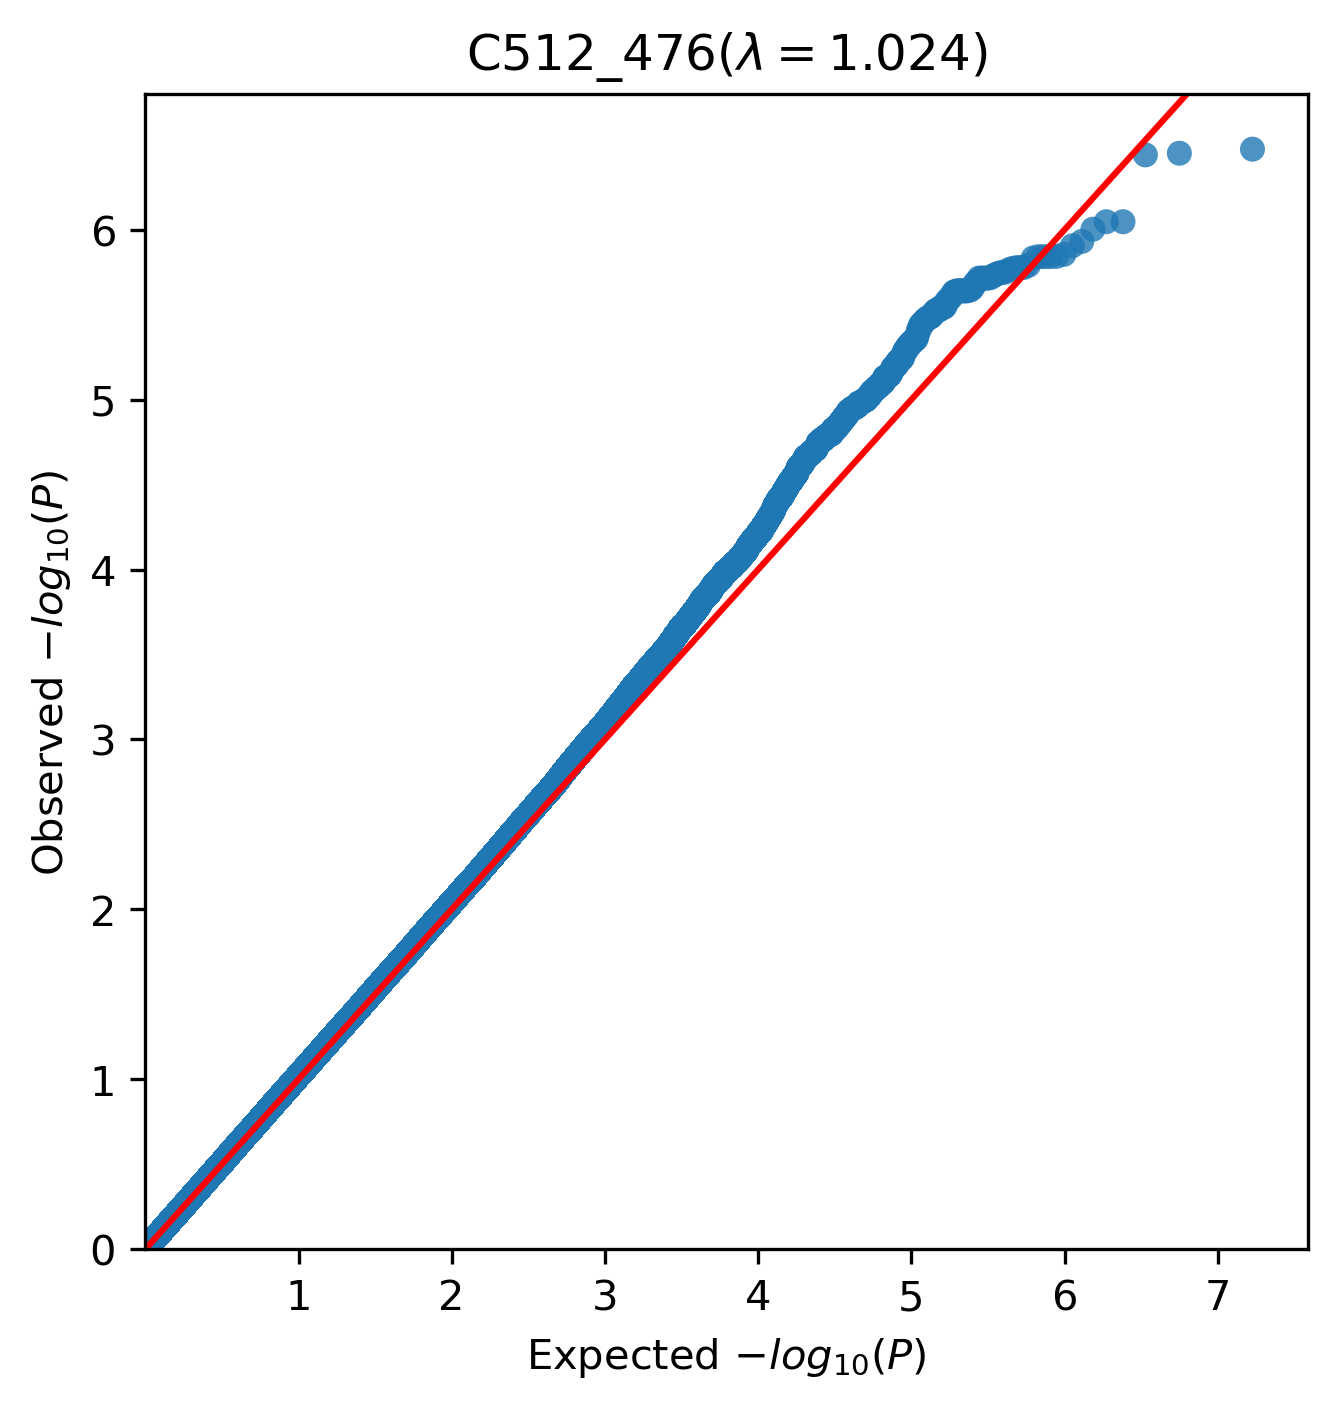 C512_476(λ = 1.024)
Observed −log₁₀(P)
6
5
4
3
2
1
0
1 2 3 4 5 6 7
Expected −log₁₀(P)